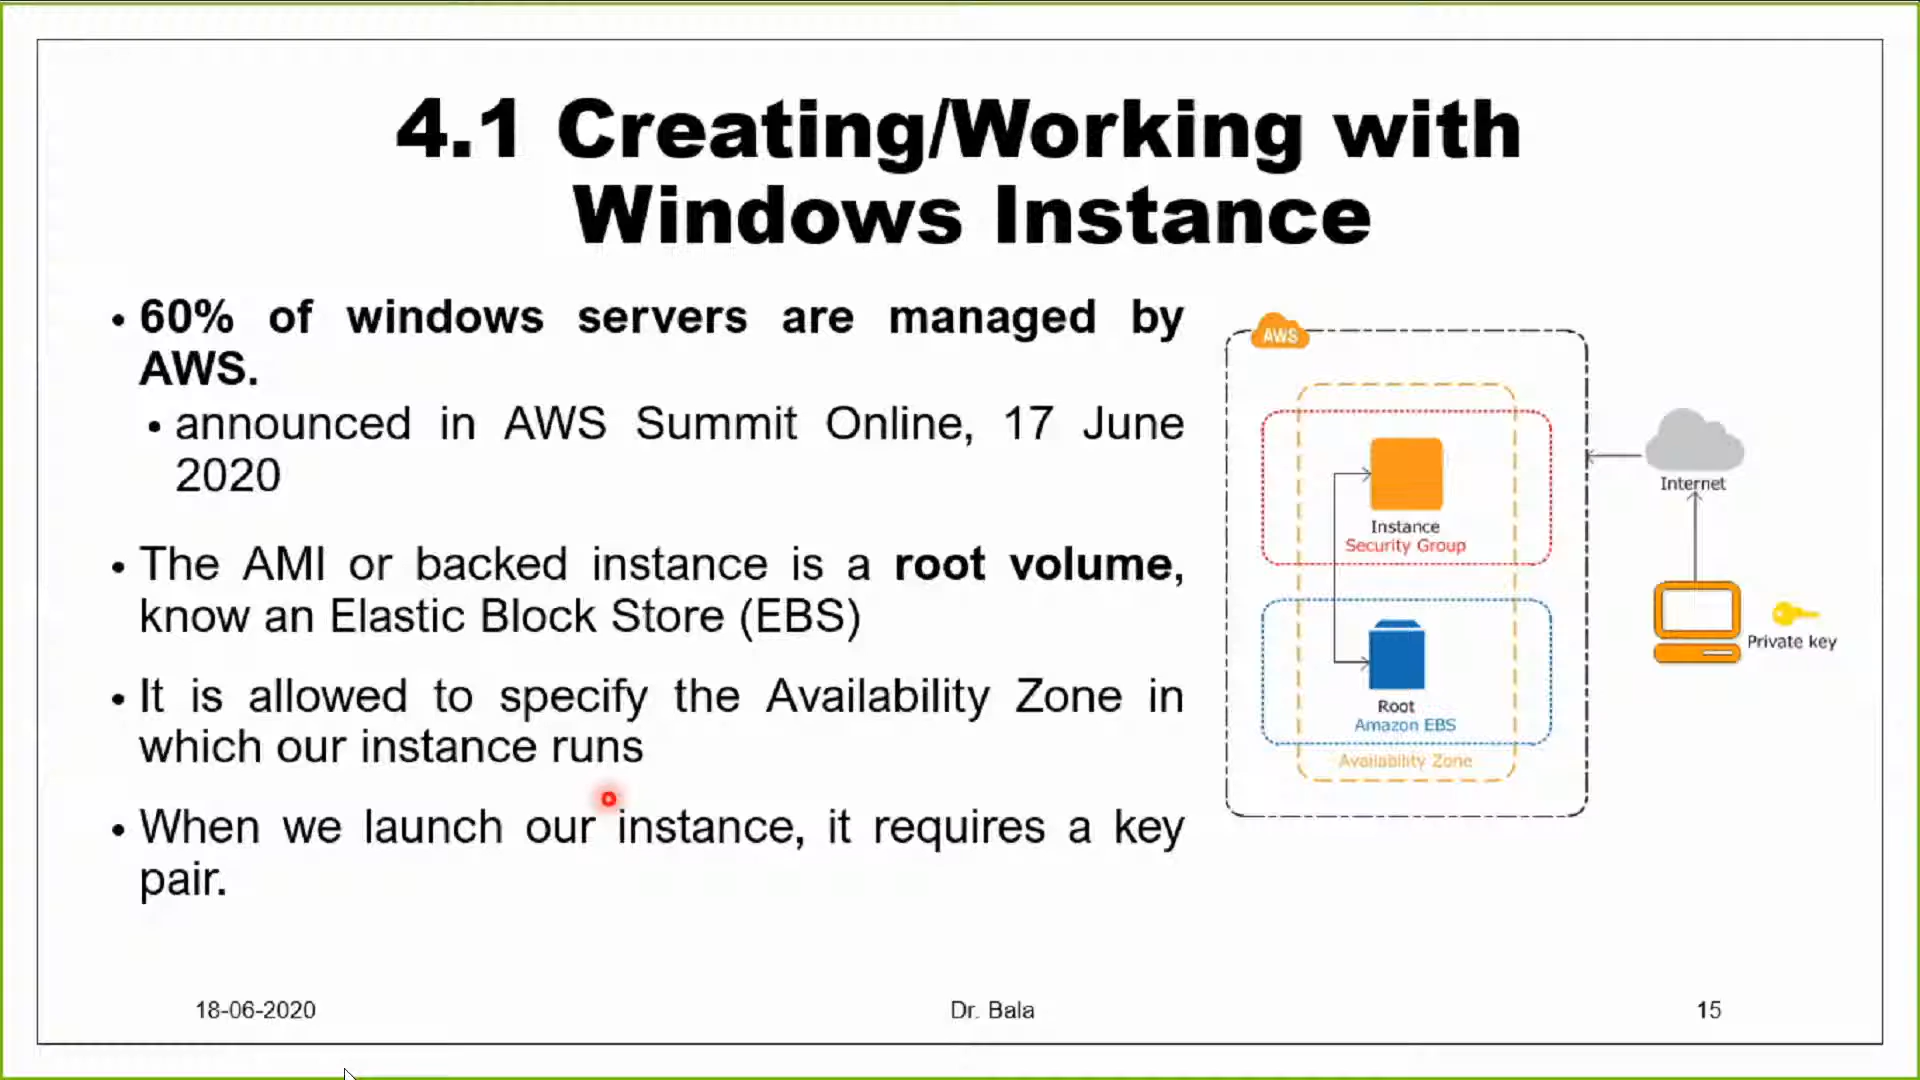 4.1 Creating/Working with
Windows Instance
• 60% of windows servers are managed by
AWS.
• announced in AWS Summit Online, 17 June
2020
• The AMI or backed instance is a root volume,
know an Elastic Block Store (EBS)
• It is allowed to specify the Availability Zone in
which our instance runs
• When we launch our instance, it requires a key
pair.
AWS
Instance
Security Group
Root
Amazon EBS
Availability Zone
Internet
Private key
18-06-2020
Dr. Bala
15